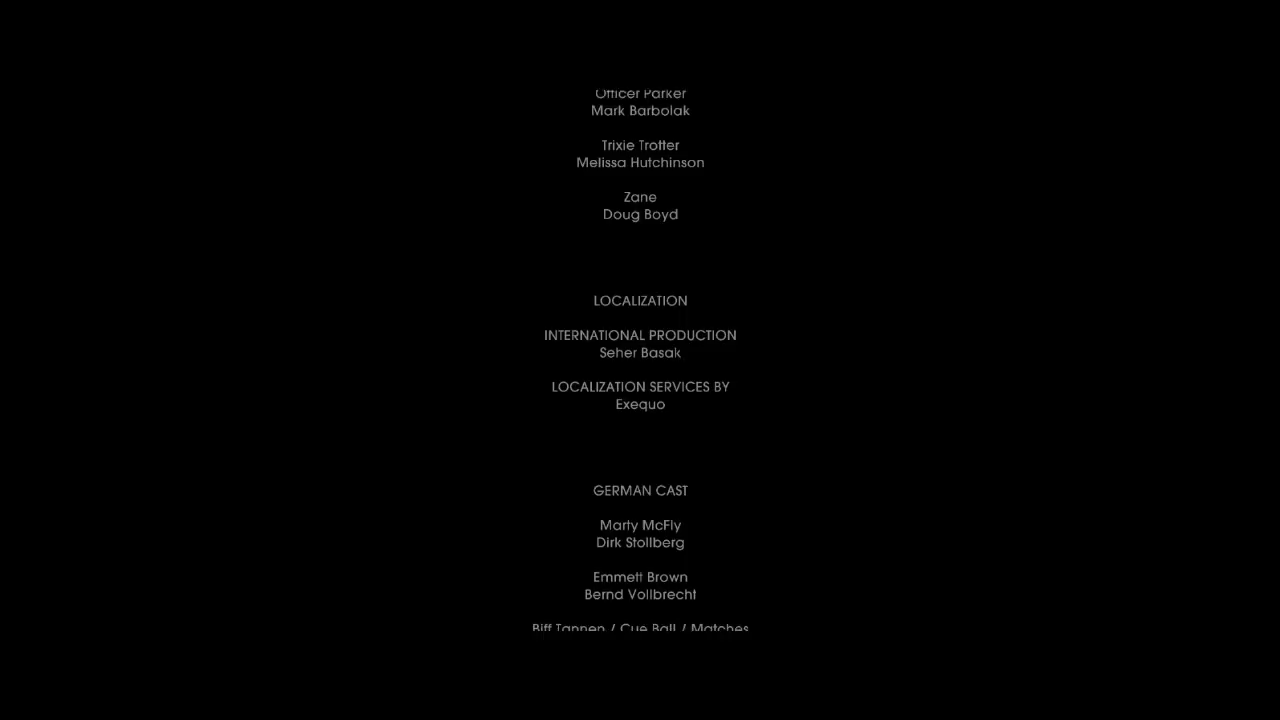 Officer Parker
Mark Barbolak
Trixie Trotter
Melissa Hutchinson
Zane
Doug Boyd
LOCALIZATION
INTERNATIONAL PRODUCTION
Seher Basak
LOCALIZATION SERVICES BY
Exequo
GERMAN CAST
Marty McFly
Dirk Stollberg
Emmett Brown
Bernd Vollbrecht
Biff Tannen / Cue Ball / Matches